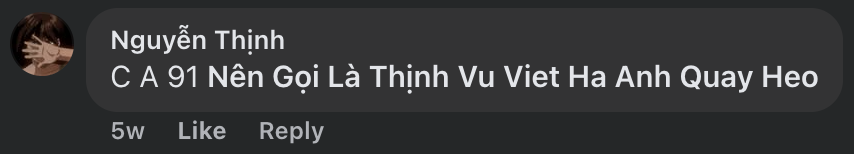 Nguyễn Thịnh
C A 91 Nên Gọi Là Thịnh Vu Viet Ha Anh Quay Heo
5w Like Reply